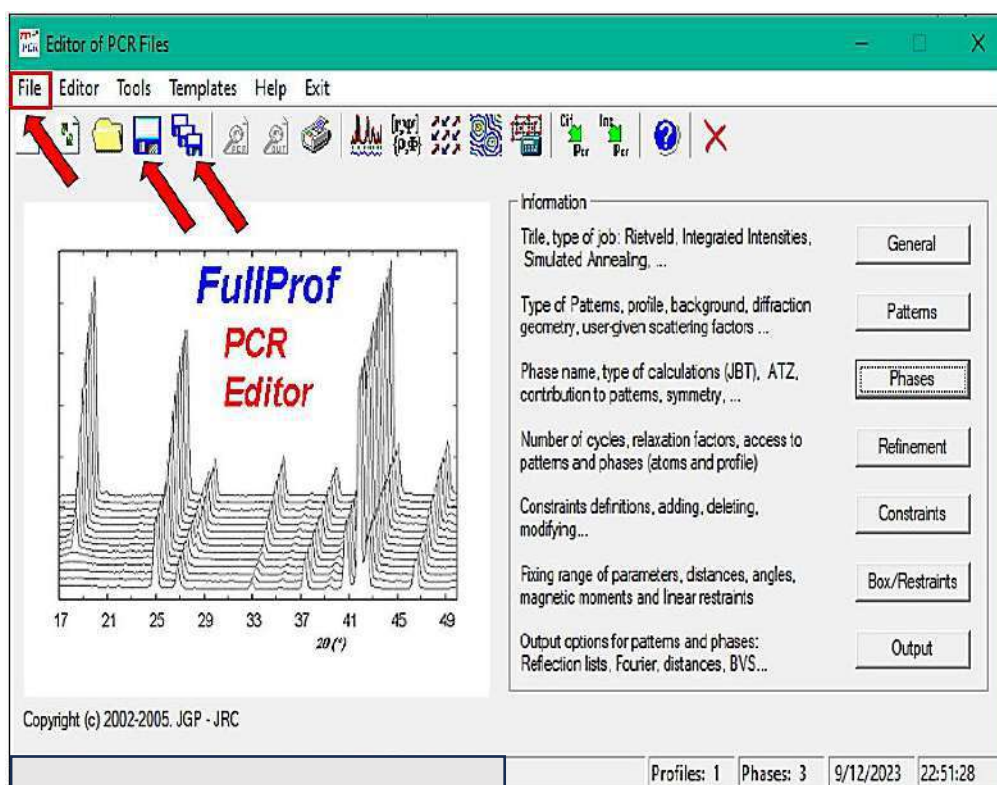 Editor of PCR Files
File Editor Tools Templates Help Exit
PCR OUT [ρ,Ψ] {ρ,Φ} Cif Pcr Ins Pcr
FullProf
PCR
Editor
17 21 25 29 33 37 41 45 49
2θ(°)
Copyright (c) 2002-2005. JGP - JRC
Information
Title, type of job: Rietveld, Integrated Intensities,
Simulated Annealing, ...
General
Type of Patterns, profile, background, diffraction
geometry, user-given scattering factors ...
Patterns
Phase name, type of calculations (JBT), ATZ,
contribution to patterns, symmetry, ...
Phases
Number of cycles, relaxation factors, access to
patterns and phases (atoms and profile)
Refinement
Constraints definitions, adding, deleting,
modifying...
Constraints
Fixing range of parameters, distances, angles,
magnetic moments and linear restraints
Box/Restraints
Output options for patterns and phases:
Reflection lists, Fourier, distances, BVS...
Output
Profiles: 1 Phases: 3 9/12/2023 22:51:28